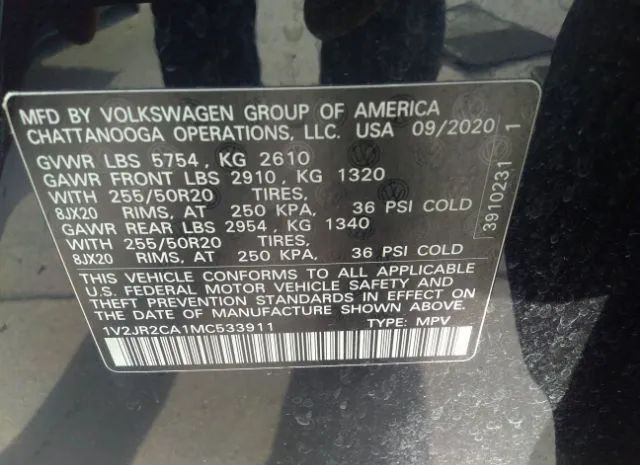 MFD BY VOLKSWAGEN GROUP OF AMERICA
CHATTANOOGA OPERATIONS, LLC. USA 09/2020
GVWR LBS 5754 , KG 2610
GAWR FRONT LBS 2910 , KG 1320
WITH 255/50R20 TIRES,
8JX20 RIMS, AT 250 KPA, 36 PSI COLD
GAWR REAR LBS 2954 , KG 1340
WITH 255/50R20 TIRES,
8JX20 RIMS, AT 250 KPA, 36 PSI COLD
THIS VEHICLE CONFORMS TO ALL APPLICABLE
U.S. FEDERAL MOTOR VEHICLE SAFETY AND
THEFT PREVENTION STANDARDS IN EFFECT ON
THE DATE OF MANUFACTURE SHOWN ABOVE.
1V2JR2CA1MC533911 TYPE: MPV
3910231 1